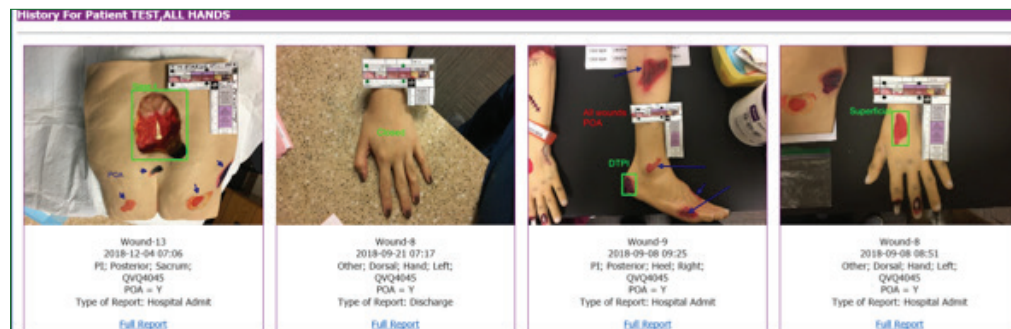 History For Patient TEST,ALL HANDS
POA
All wounds
POA
DTPI
Superficial
Wound-13
2018-12-04 07:06
PI; Posterior; Sacrum;
QVQ4045
POA = Y
Type of Report: Hospital Admit
Full Report
Wound-8
2018-09-21 07:17
Other; Dorsal; Hand; Left;
QVQ4045
POA = Y
Type of Report: Discharge
Full Report
Wound-9
2018-09-08 09:25
PI; Posterior; Heel; Right;
QVQ4045
POA = Y
Type of Report: Hospital Admit
Full Report
Wound-8
2018-09-08 08:51
Other; Dorsal; Hand; Left;
QVQ4045
POA = Y
Type of Report: Hospital Admit
Full Report